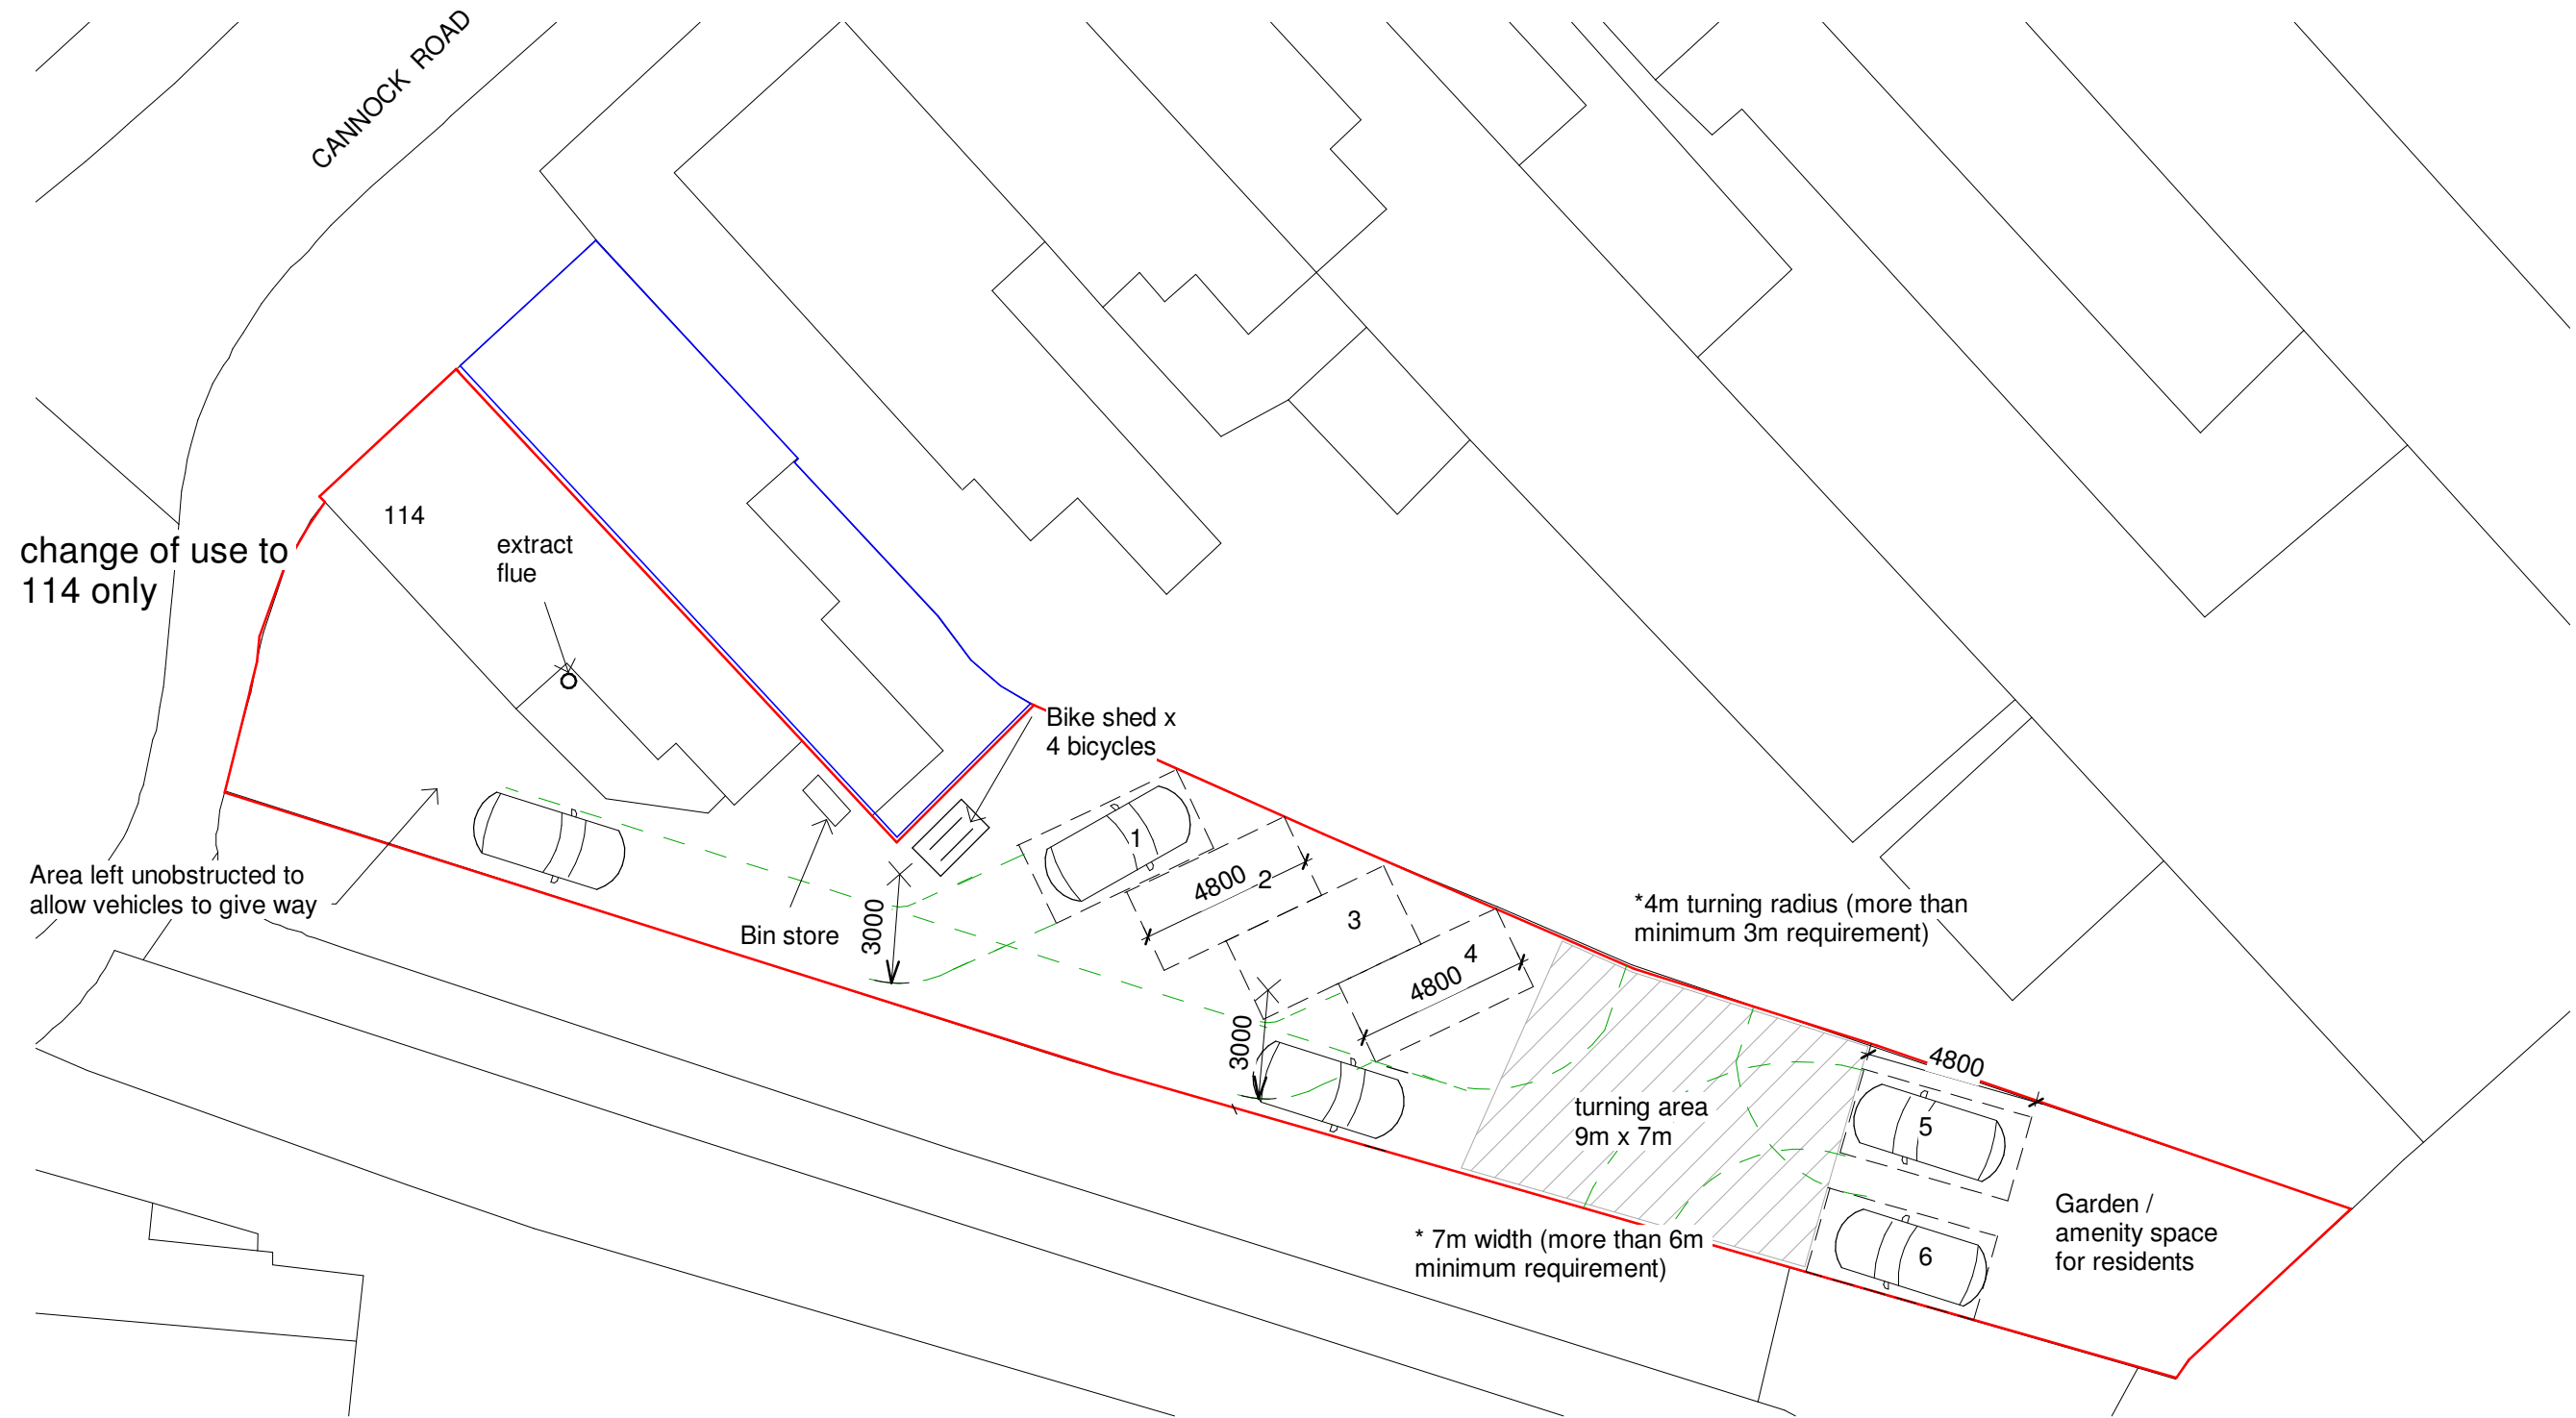 CANNOCK ROAD
114
change of use to
114 only
extract
flue
Bike shed x
4 bicycles
Area left unobstructed to
allow vehicles to give way
Bin store
3000
1
4800
2
3
4
4800
3000
*4m turning radius (more than
minimum 3m requirement)
4800
turning area
9m x 7m
5
6
* 7m width (more than 6m
minimum requirement)
Garden /
amenity space
for residents